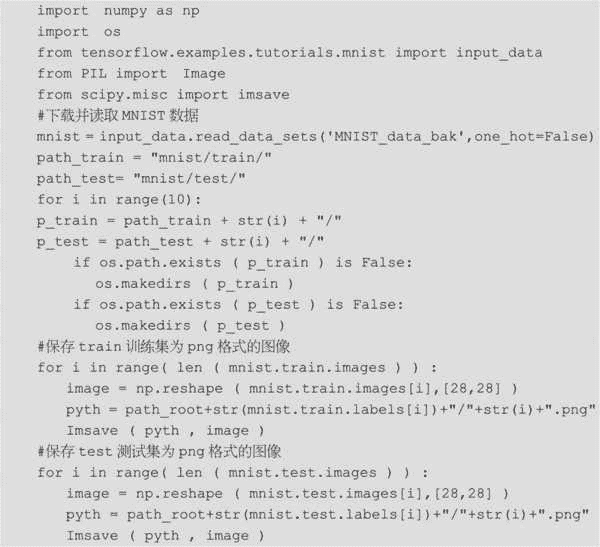 import  numpy as np
import  os
from tensorflow.examples.tutorials.mnist import input_data
from PIL import  Image
from scipy.misc import imsave
#下载并读取 MNIST 数据
mnist = input_data.read_data_sets('MNIST_data_bak',one_hot=False)
path_train = "mnist/train/"
path_test= "mnist/test/"
for i in range(10):
p_train = path_train + str(i) + "/"
p_test = path_test + str(i) + "/"
    if os.path.exists ( p_train ) is False:
      os.makedirs ( p_train )
    if os.path.exists ( p_test ) is False:
      os.makedirs ( p_test )
#保存 train 训练集为 png 格式的图像
for i in range( len ( mnist.train.images ) ) :
   image = np.reshape ( mnist.train.images[i],[28,28] )
   pyth = path_root+str(mnist.train.labels[i])+"/"+str(i)+".png"
   Imsave ( pyth , image )
#保存 test 测试集为 png 格式的图像
for i in range( len ( mnist.test.images ) ) :
   image = np.reshape ( mnist.test.images[i],[28,28] )
   pyth = path_root+str(mnist.test.labels[i])+"/"+str(i)+".png"
   Imsave ( pyth , image )